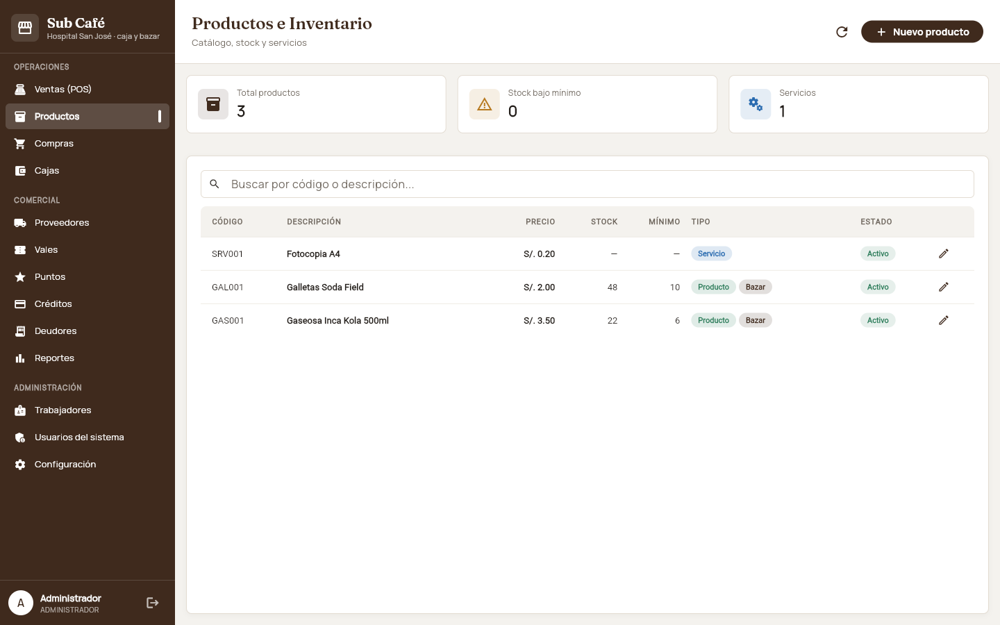 Sub Café
Hospital San José · caja y bazar
OPERACIONES
Ventas (POS)
Productos
Compras
Cajas
COMERCIAL
Proveedores
Vales
Puntos
Créditos
Deudores
Reportes
ADMINISTRACIÓN
Trabajadores
Usuarios del sistema
Configuración
A
Administrador
ADMINISTRADOR
Productos e Inventario
Catálogo, stock y servicios
Nuevo producto
Total productos
3
Stock bajo mínimo
0
Servicios
1
Buscar por código o descripción...
CÓDIGO DESCRIPCIÓN PRECIO STOCK MÍNIMO TIPO ESTADO
SRV001 Fotocopia A4 S/. 0.20 — — Servicio Activo
GAL001 Galletas Soda Field S/. 2.00 48 10 Producto Bazar Activo
GAS001 Gaseosa Inca Kola 500ml S/. 3.50 22 6 Producto Bazar Activo